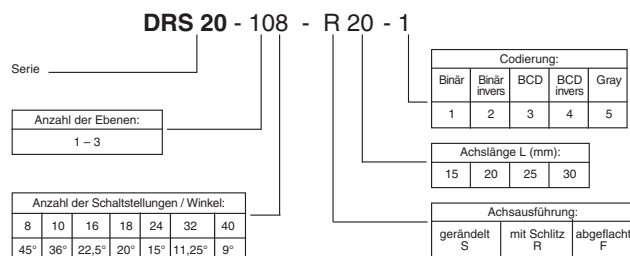 DRS 20 - 108 - R 20 - 1
Serie
Anzahl der Ebenen:
1 – 3
Anzahl der Schaltstellungen / Winkel:
8 10 16 18 24 32 40
45° 36° 22,5° 20° 15° 11,25° 9°
Codierung:
Binär Binär invers BCD BCD invers Gray
1 2 3 4 5
Achslänge L (mm):
15 20 25 30
Achsausführung:
gerändelt mit Schlitz abgeflacht
S R F